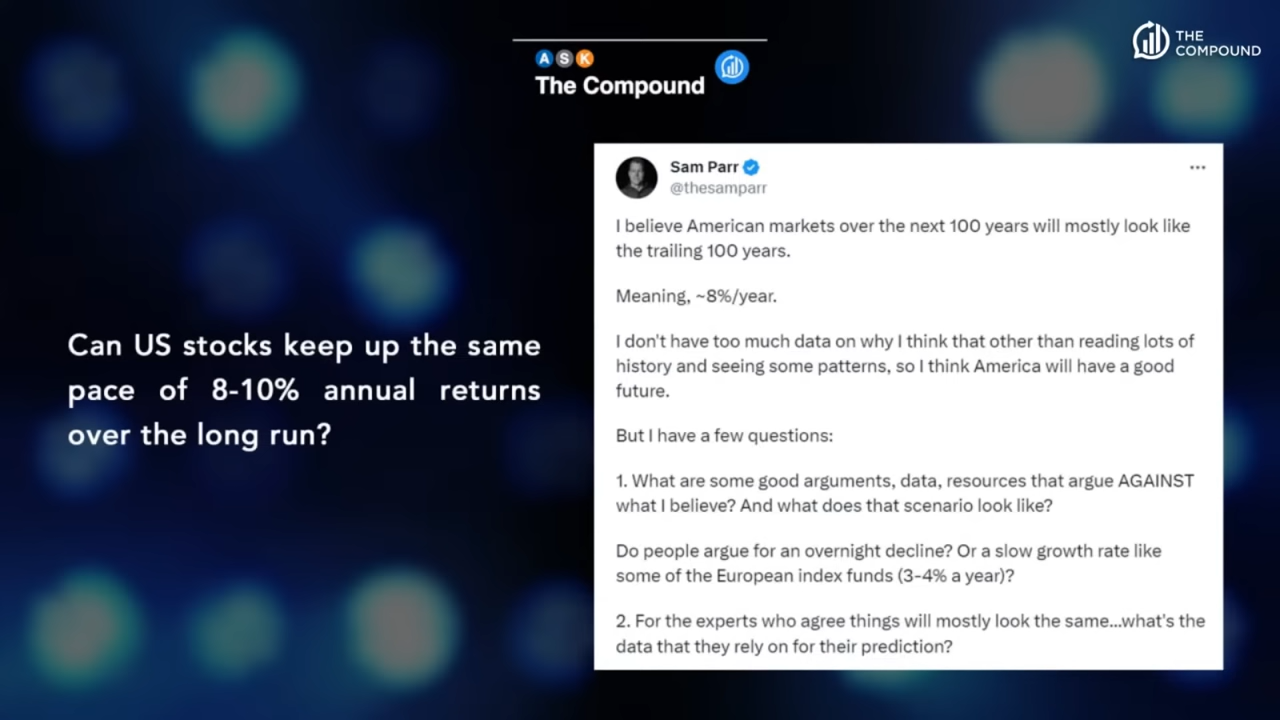 THE
COMPOUND
A S K
The Compound
Can US stocks keep up the same
pace of 8-10% annual returns
over the long run?
Sam Parr
@thesamparr
I believe American markets over the next 100 years will mostly look like
the trailing 100 years.
Meaning, ~8%/year.
I don't have too much data on why I think that other than reading lots of
history and seeing some patterns, so I think America will have a good
future.
But I have a few questions:
1. What are some good arguments, data, resources that argue AGAINST
what I believe? And what does that scenario look like?
Do people argue for an overnight decline? Or a slow growth rate like
some of the European index funds (3-4% a year)?
2. For the experts who agree things will mostly look the same...what's the
data that they rely on for their prediction?